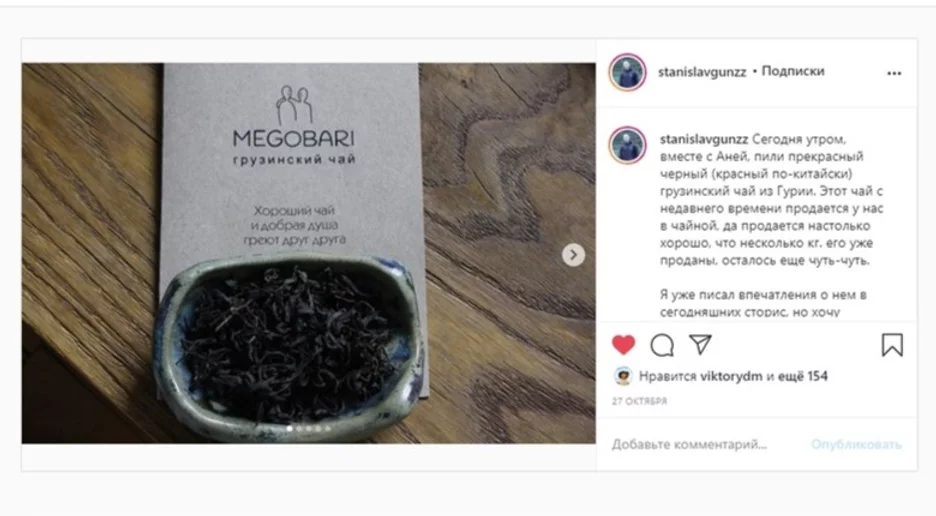 MEGOBARI
грузинский чай
Хороший чай
и добрая душа
греют друг друга
stanislavgunzz • Подписки
stanislavgunzz Сегодня утром,
вместе с Аней, пили прекрасный
черный (красный по-китайски)
грузинский чай из Гурии. Этот чай с
недавнего времени продается у нас
в чайной, да продается настолько
хорошо, что несколько кг. его уже
проданы, осталось еще чуть-чуть.
Я уже писал впечатления о нем в
сегодняшних сторис, но хочу
Нравится viktorydm и ещё 154
27 ОКТЯБРЯ
Добавьте комментарий...
Опубликовать